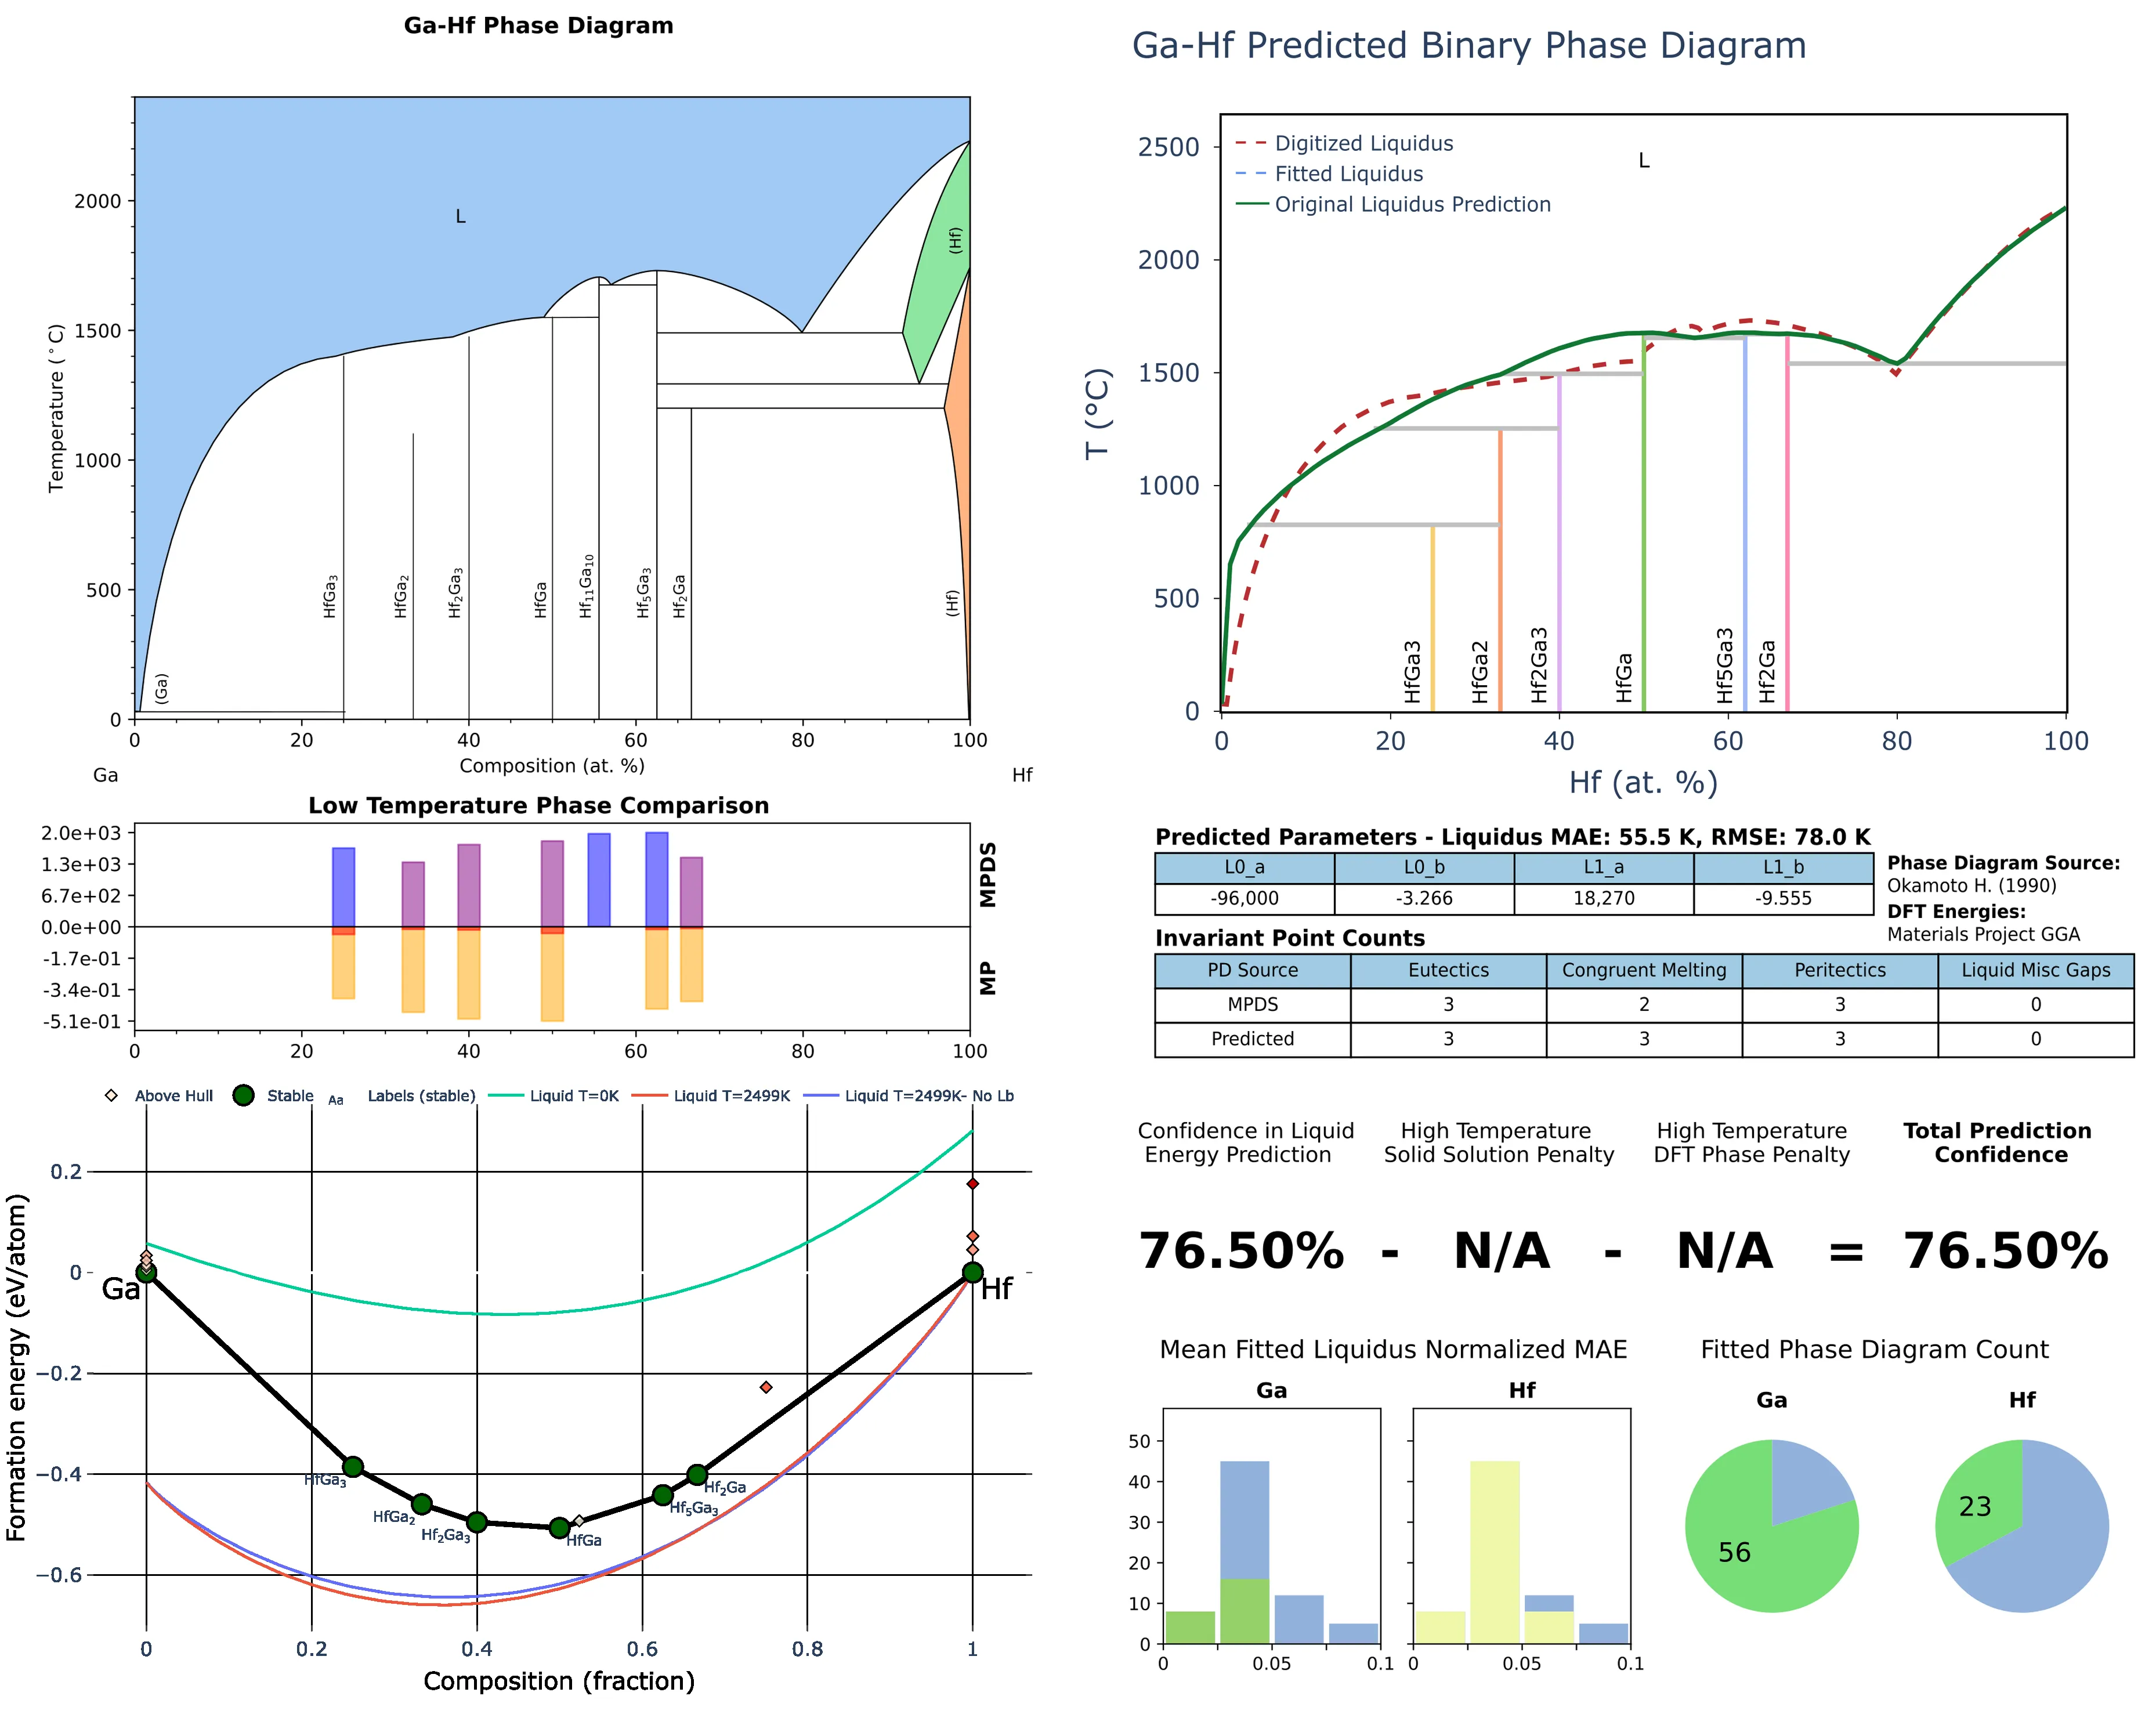 Ga-Hf Phase Diagram
2000
1500
1000
500
0
Temperature (°C)
L
(Ga)
HfGa3
HfGa2
Hf2Ga3
HfGa
Hf11Ga10
Hf5Ga3
Hf2Ga
(Hf)
(Hf)
0 20 40 60 80 100
Composition (at. %)
Ga Hf
Low Temperature Phase Comparison
2.0e+03
1.3e+03
6.7e+02
0.0e+00
-1.7e-01
-3.4e-01
-5.1e-01
MPDS
MP
0 20 40 60 80 100
Above Hull Stable Aa Labels (stable) Liquid T=0K Liquid T=2499K Liquid T=2499K- No Lb
0.2
0
−0.2
−0.4
−0.6
Formation energy (eV/atom)
Ga
Hf
HfGa3
HfGa2
Hf2Ga3
HfGa
Hf5Ga3
Hf2Ga
0 0.2 0.4 0.6 0.8 1
Composition (fraction)
Ga-Hf Predicted Binary Phase Diagram
2500
2000
1500
1000
500
0
T (°C)
Digitized Liquidus
Fitted Liquidus
Original Liquidus Prediction
L
HfGa3
HfGa2
Hf2Ga3
HfGa
Hf5Ga3
Hf2Ga
0 20 40 60 80 100
Hf (at. %)
Predicted Parameters - Liquidus MAE: 55.5 K, RMSE: 78.0 K
L0_a L0_b L1_a L1_b
-96,000 -3.266 18,270 -9.555
Phase Diagram Source:
Okamoto H. (1990)
DFT Energies:
Materials Project GGA
Invariant Point Counts
PD Source Eutectics Congruent Melting Peritectics Liquid Misc Gaps
MPDS 3 2 3 0
Predicted 3 3 3 0
Confidence in Liquid
Energy Prediction
High Temperature
Solid Solution Penalty
High Temperature
DFT Phase Penalty
Total Prediction
Confidence
76.50% - N/A - N/A = 76.50%
Mean Fitted Liquidus Normalized MAE
Ga
Hf
50
40
30
20
10
0
0 0.05 0.1
0 0.05 0.1
Fitted Phase Diagram Count
Ga
Hf
56
23